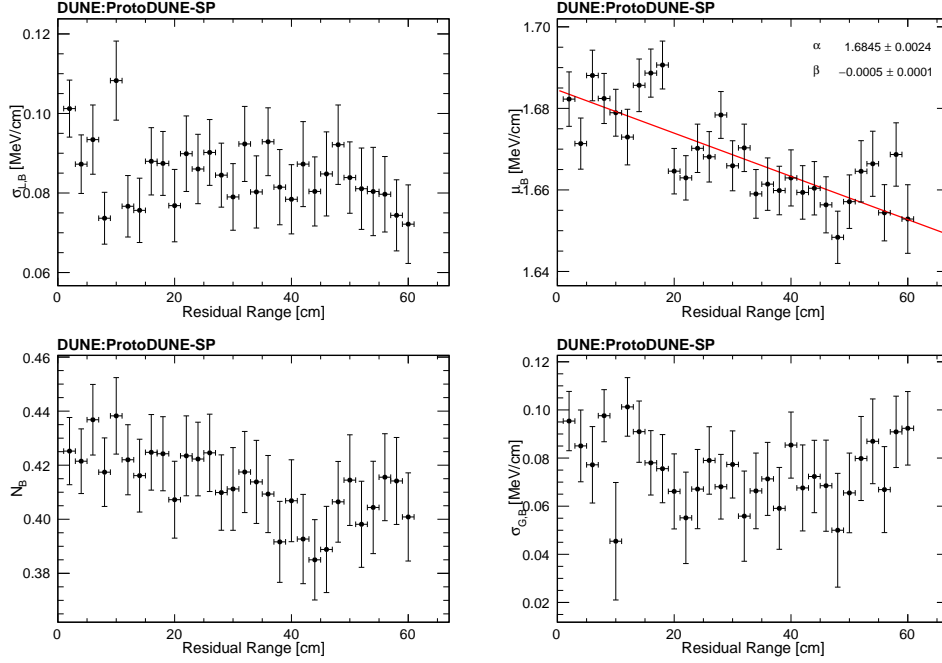 DUNE:ProtoDUNE-SP
0.12
0.10
0.08
0.06
σL,B [MeV/cm]
0 20 40 60
Residual Range [cm]
DUNE:ProtoDUNE-SP
1.70
1.68
1.66
1.64
μB [MeV/cm]
α 1.6845 ± 0.0024
β −0.0005 ± 0.0001
0 20 40 60
Residual Range [cm]
DUNE:ProtoDUNE-SP
0.46
0.44
0.42
0.40
0.38
NB
0 20 40 60
Residual Range [cm]
DUNE:ProtoDUNE-SP
0.12
0.10
0.08
0.06
0.04
0.02
σG,B [MeV/cm]
0 20 40 60
Residual Range [cm]